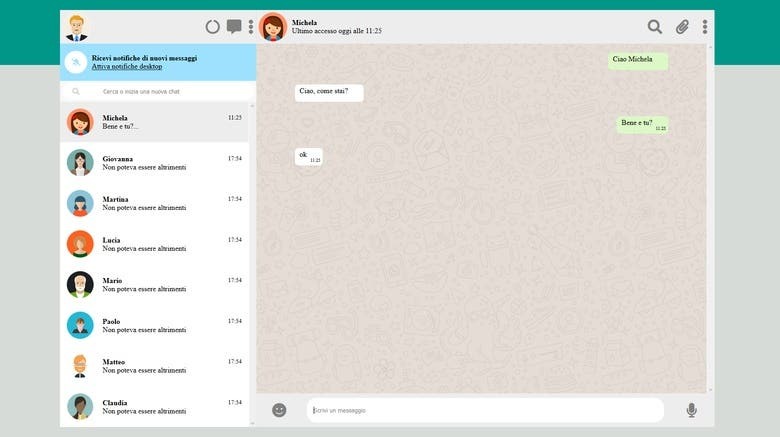 Michela
Ultimo accesso oggi alle 11:25
Ricevi notifiche di nuovi messaggi
Attiva notifiche desktop
Cerca o inizia una nuova chat
Michela 11:25
Bene e tu?...
Giovanna 17:54
Non poteva essere altrimenti
Martina 17:54
Non poteva essere altrimenti
Lucia 17:54
Non poteva essere altrimenti
Mario 17:54
Non poteva essere altrimenti
Paolo 17:54
Non poteva essere altrimenti
Matteo 17:54
Non poteva essere altrimenti
Claudia 17:54
Non poteva essere altrimenti
Ciao Michela
Ciao, come stai?
Bene e tu?
11:25
ok
11:25
Scrivi un messaggio